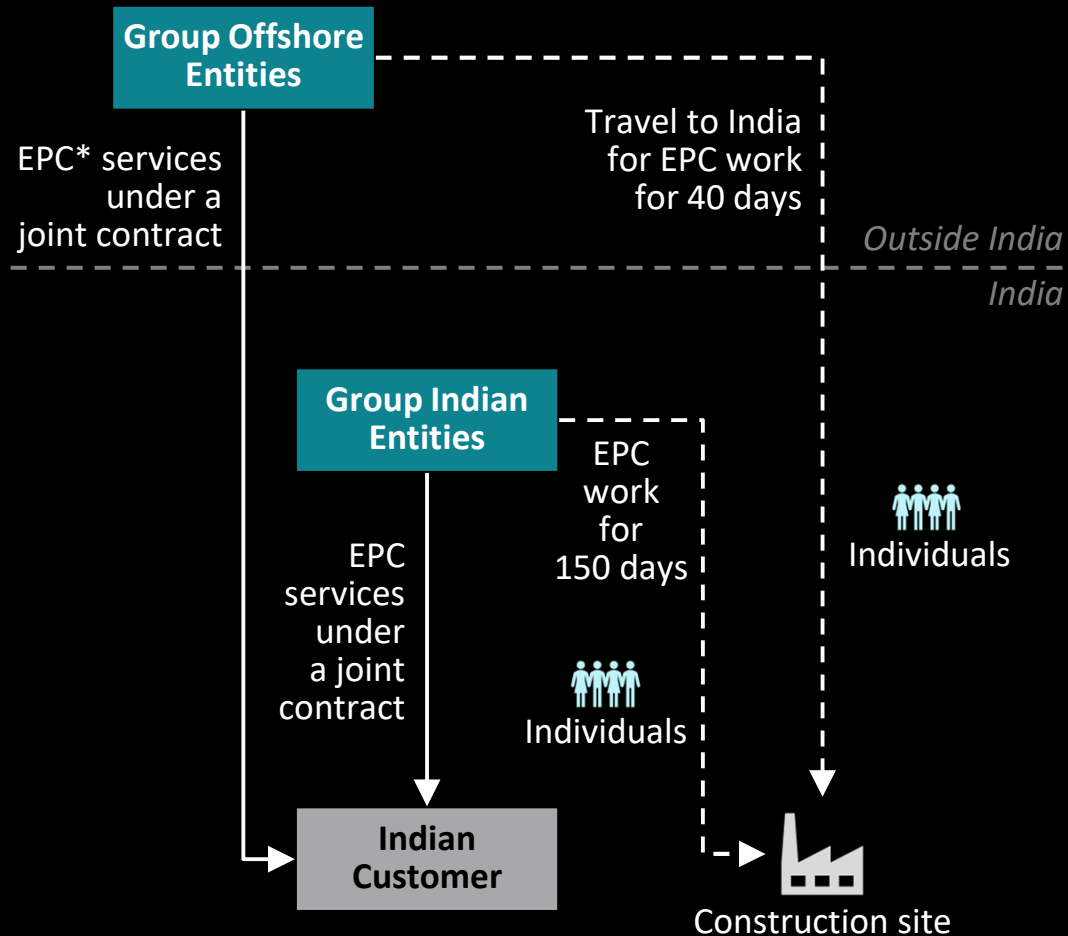 Group Offshore
Entities
EPC* services
under a
joint contract
Travel to India
for EPC work
for 40 days
Outside India
India
Group Indian
Entities
EPC
work
for
150 days
EPC
services
under
a joint
contract
Individuals
Individuals
Indian
Customer
Construction site